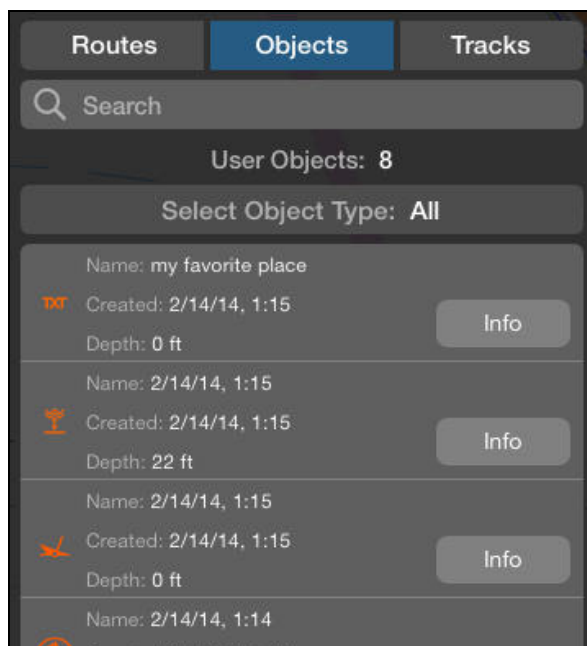 Routes Objects Tracks
Search
User Objects: 8
Select Object Type: All
Name: my favorite place
TXT Created: 2/14/14, 1:15
Info
Depth: 0 ft
Name: 2/14/14, 1:15
Created: 2/14/14, 1:15
Info
Depth: 22 ft
Name: 2/14/14, 1:15
Created: 2/14/14, 1:15
Info
Depth: 0 ft
Name: 2/14/14, 1:14